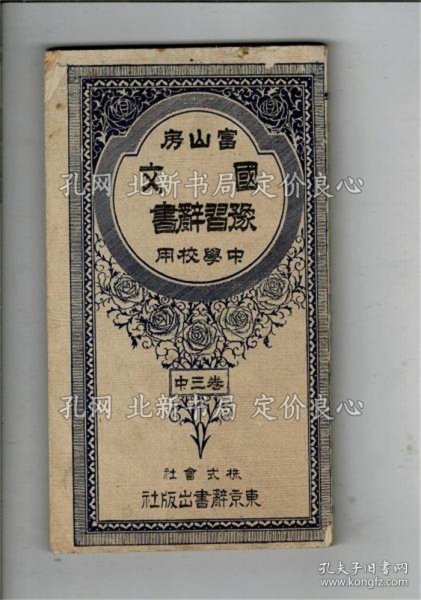 富山房
國文
豫習辭書
中學校用
卷三中
株式會社
東京辭書出版社
孔网 北新书局 定价良心
孔网 北新书局 定价良心
孔夫子旧书网
www.kongfz.com